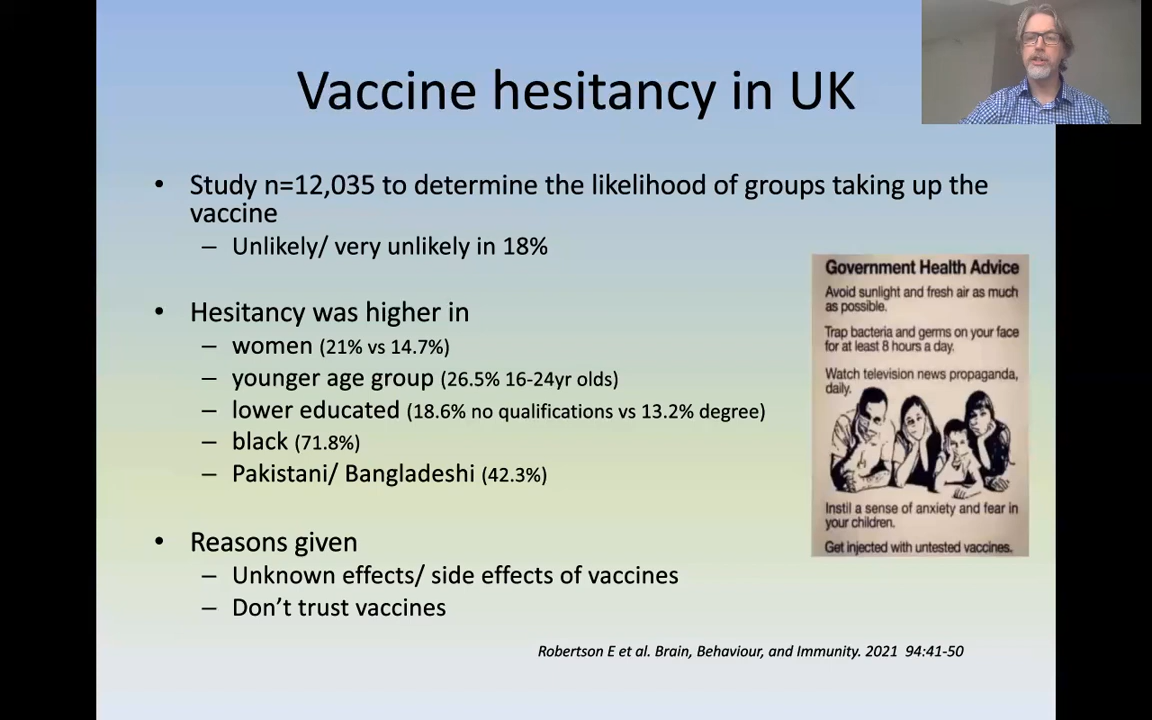 Vaccine hesitancy in UK
• Study n=12,035 to determine the likelihood of groups taking up the
vaccine
– Unlikely/ very unlikely in 18%
• Hesitancy was higher in
– women (21% vs 14.7%)
– younger age group (26.5% 16-24yr olds)
– lower educated (18.6% no qualifications vs 13.2% degree)
– black (71.8%)
– Pakistani/ Bangladeshi (42.3%)
• Reasons given
– Unknown effects/ side effects of vaccines
– Don’t trust vaccines
Government Health Advice
Avoid sunlight and fresh air as much
as possible.
Trap bacteria and germs on your face
for at least 8 hours a day.
Watch television news propaganda,
daily.
Instil a sense of anxiety and fear in
your children.
Get injected with untested vaccines.
Robertson E et al. Brain, Behaviour, and Immunity. 2021 94:41-50